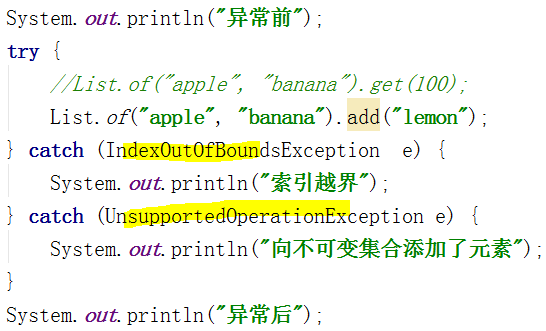 System.out.println("异常前");
try {
//List.of("apple", "banana").get(100);
List.of("apple", "banana").add("lemon");
} catch (IndexOutOfBoundsException  e) {
System.out.println("索引越界");
} catch (UnsupportedOperationException e) {
System.out.println("向不可变集合添加了元素");
}
System.out.println("异常后");